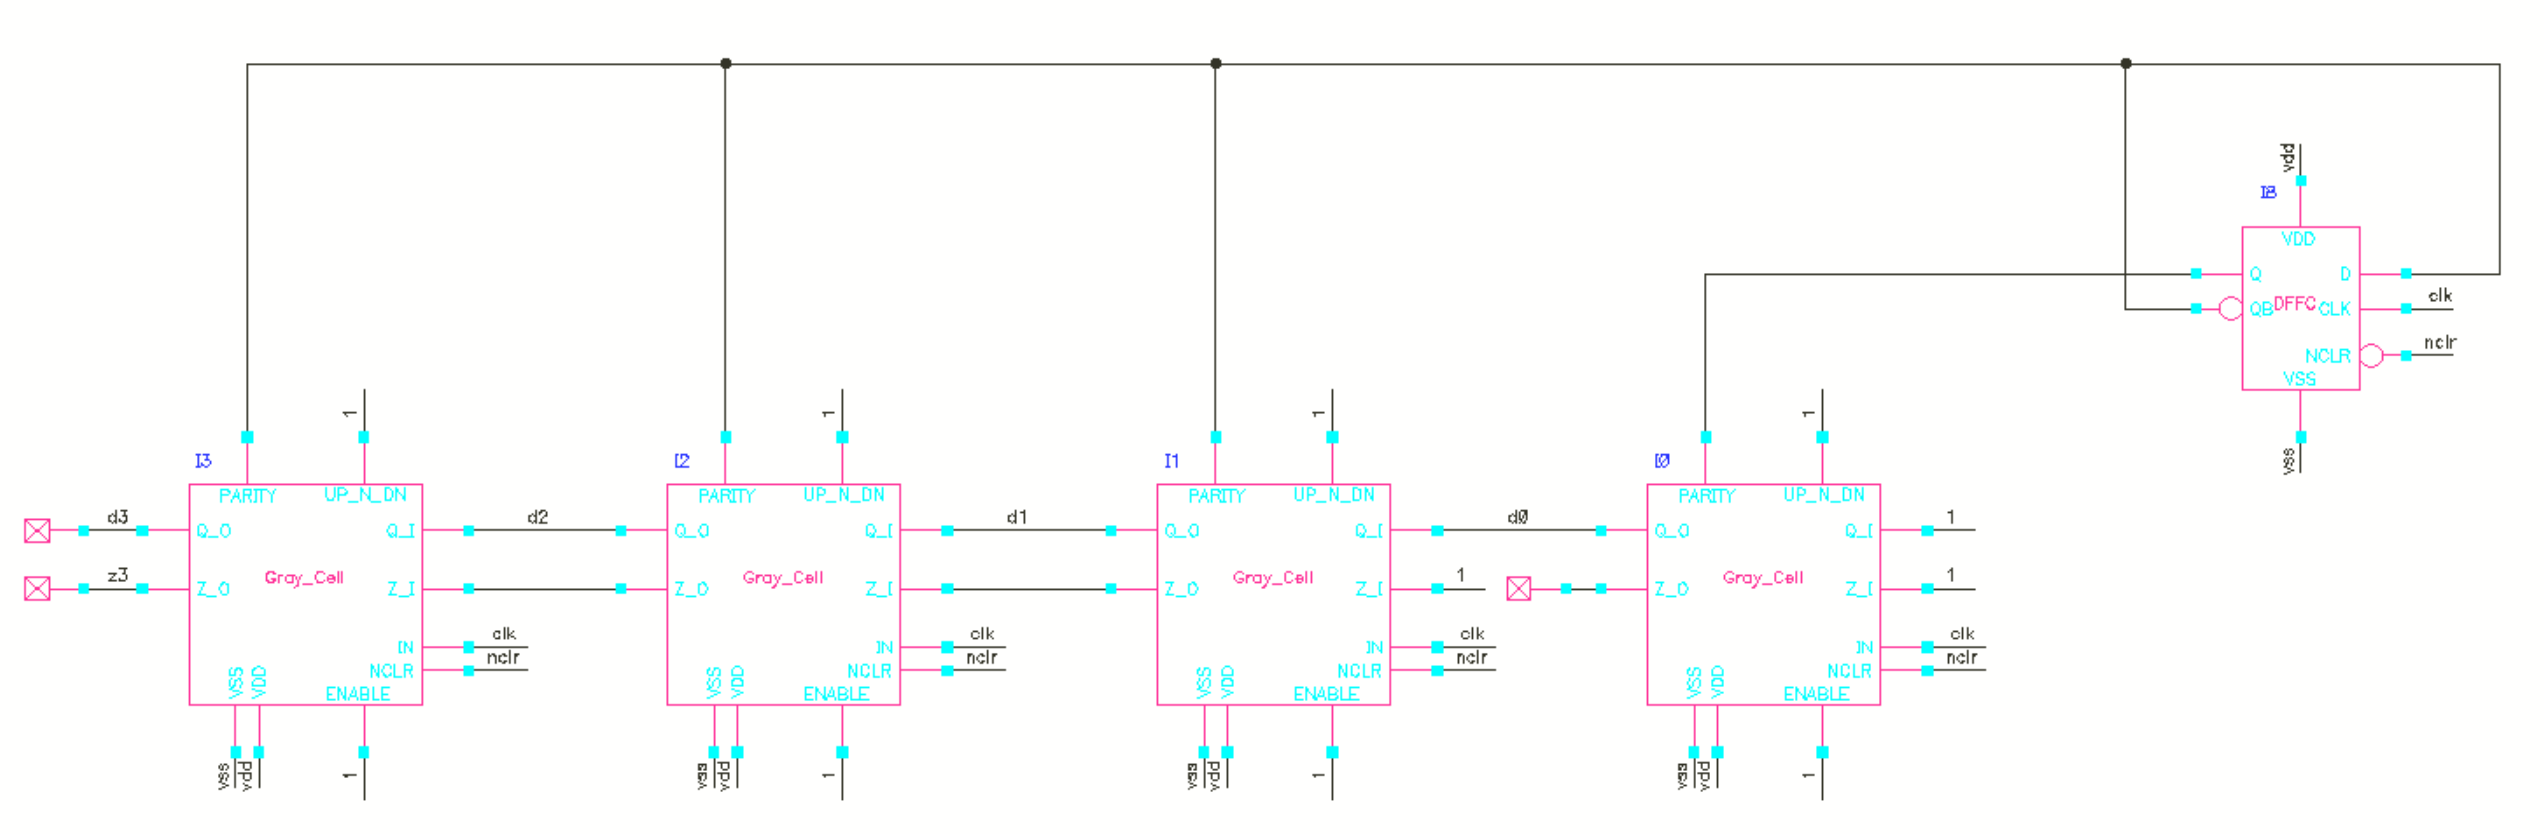 vdd
I8
VDD
Q D
clk
QB DFFC CLK
nclr
NCLR
VSS
vss
1 1 1 1
I3 I2 I1 I0
PARITY UP_N_DN PARITY UP_N_DN PARITY UP_N_DN PARITY UP_N_DN
d3 d2 d1 d0 1
Q_O Q_I Q_O Q_I Q_O Q_I Q_O Q_I
z3 Gray_Cell Gray_Cell Gray_Cell 1 Gray_Cell 1
Z_O Z_I Z_O Z_I Z_O Z_I Z_O Z_I
clk clk clk clk
IN IN IN IN
nclr nclr nclr nclr
NCLR NCLR NCLR NCLR
VSS VDD ENABLE VSS VDD ENABLE VSS VDD ENABLE VSS VDD ENABLE
vss vdd 1 vss vdd 1 vss vdd 1 vss vdd 1